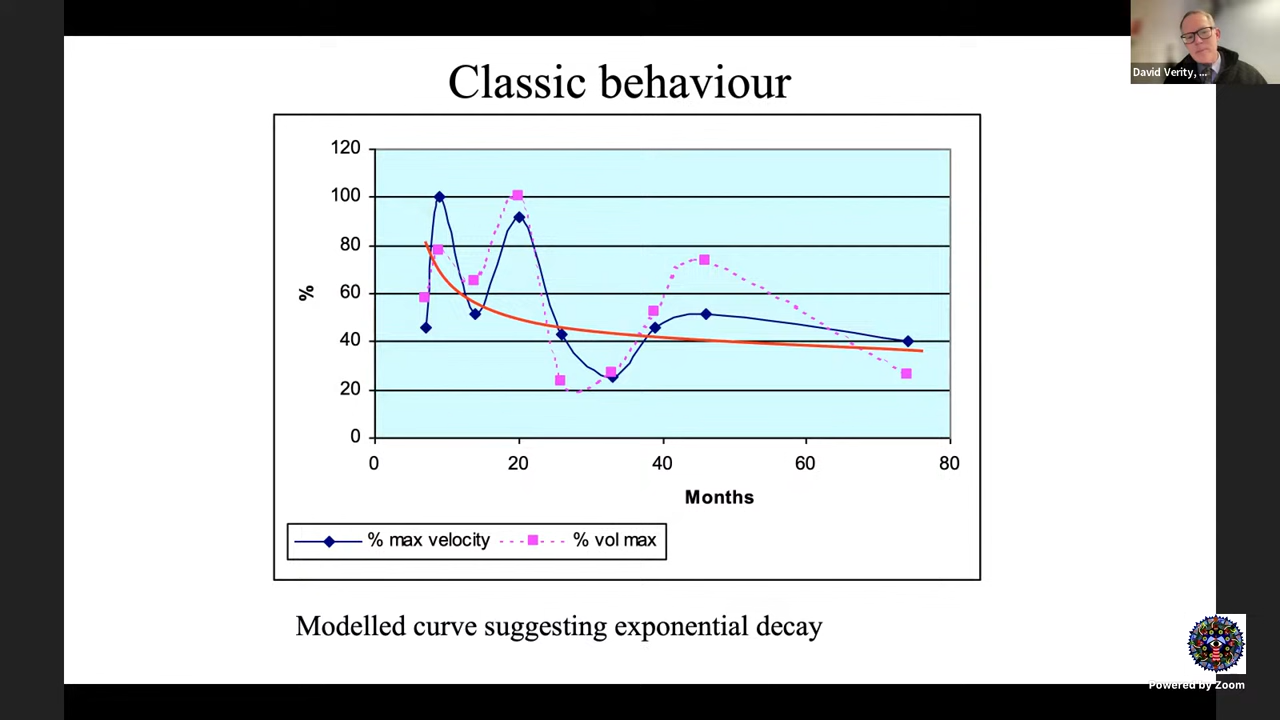 Classic behaviour
David Verity, ...
120
100
80
60
40
20
0
%
0 20 40 60 80
Months
% max velocity % vol max
Modelled curve suggesting exponential decay
Powered by Zoom